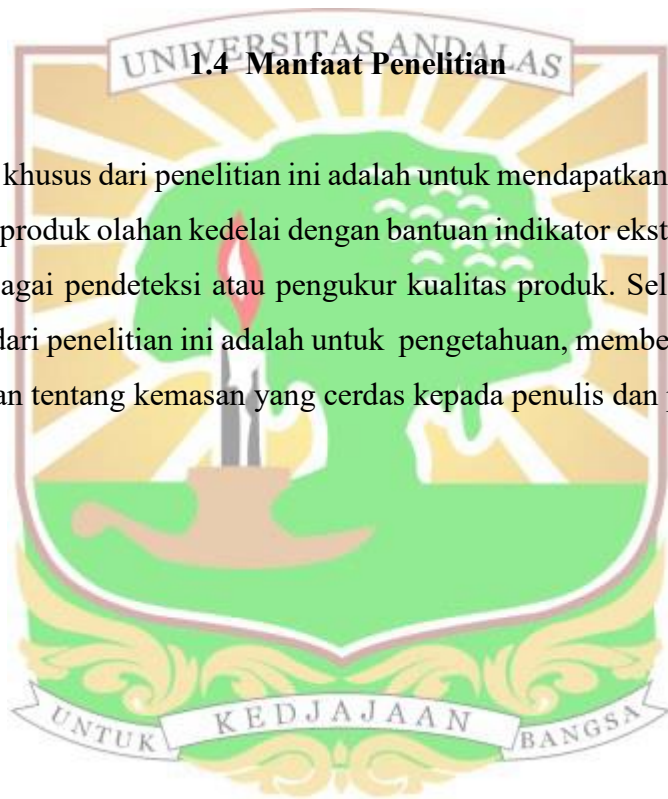 UNIVERSITAS ANDALAS
1.4 Manfaat Penelitian
khusus dari penelitian ini adalah untuk mendapatkan
produk olahan kedelai dengan bantuan indikator ekst
agai pendeteksi atau pengukur kualitas produk. Sel
dari penelitian ini adalah untuk pengetahuan, membe
an tentang kemasan yang cerdas kepada penulis dan
UNTUK KEDJAJAAN BANGSA